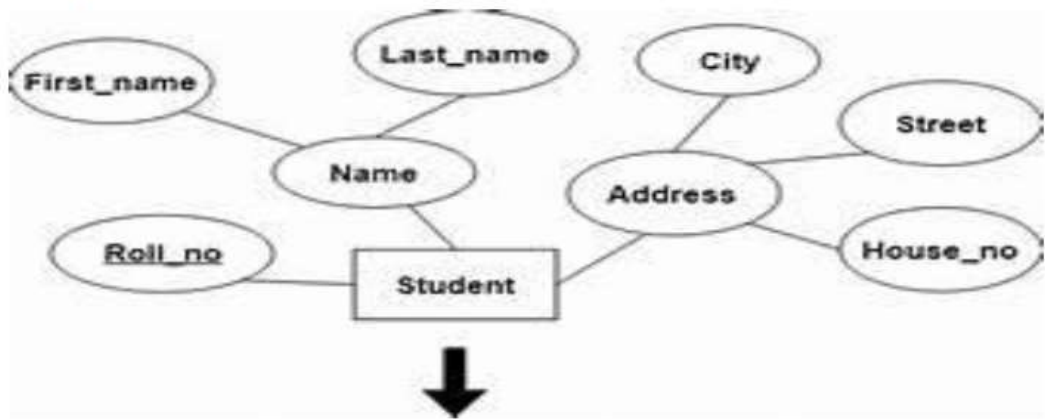 Last_name
City
First_name
Street
Name
Address
Roll_no
House_no
Student